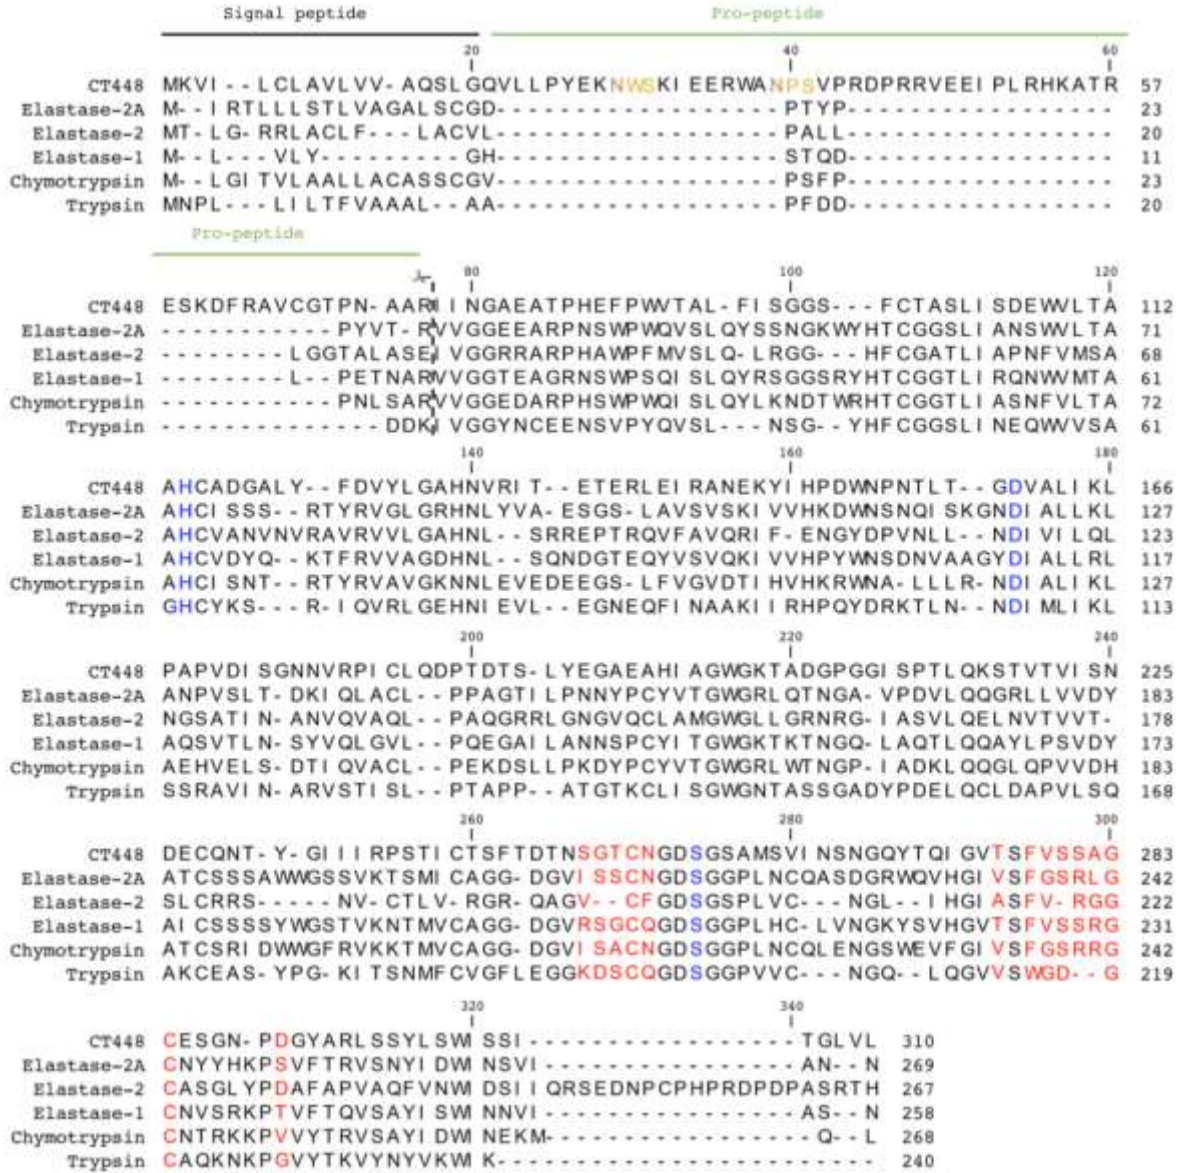 Signal peptide Pro-peptide
20 40 60
CT448 MKVI--LCLAVLVV-AQSLGQVLLPYEKNWSKIEERWANPSVPRDPRRVEEIPLRHKATR 57
Elastase-2A M--IRTLLLSTLVAGALSCGD------------------PTYP----------------- 23
Elastase-2 MT-LG-RRLACLF---LACVL------------------PALL----------------- 20
Elastase-1 M--L---VLY---------GH------------------STQD----------------- 11
Chymotrypsin M--LGITVLAALLACASSCGV------------------PSFP----------------- 23
Trypsin MNPL---LILTFVAAAL--AA------------------PFDD----------------- 20
Pro-peptide
80 100 120
CT448 ESKDFRAVCGTPN-AARIINGAEATPHEFPWVTAL-FISGGS---FCTASLISDEWVLTA 112
Elastase-2A -----------PYVT-RVVGGEEARPNSWPWQVSLQYSSNGKWYHTCGGSLIANSWVLTA 71
Elastase-2 --------LGGTALASEIVGGRRARPHAWPFMVSLQ-LRGG---HFCGATLIAPNFVMSA 68
Elastase-1 --------L--PETNARVVGGTEAGRNSWPSQISLQYRSGGSRYHTCGGTLIRQNWVMTA 61
Chymotrypsin -----------PNLSARVVGGEDARPHSWPWQISLQYLKNDTWRHTCGGTLIASNFVLTA 72
Trypsin --------------DDKIVGGYNCEENSVPYQVSL---NSG--YHFCGGSLINEQWVVSA 61
140 160 180
CT448 AHCADGALY--FDVYLGAHNVRIT--ETERLEIRANEKYIHPDWNPNTLT--GDVALIKL 166
Elastase-2A AHCISSS--RTYRVGLGRHNLYVA-ESGS-LAVSVSKIVVHKDWNSNQISKGNDIALLKL 127
Elastase-2 AHCVANVNVRAVRVVLGAHNL--SRREPTRQVFAVQRIF-ENGYDPVNLL--NDIVILQL 123
Elastase-1 AHCVDYQ--KTFRVVAGDHNL--SQNDGTEQYVSVQKIVVHPYWNSDNVAAGYDIALLRL 117
Chymotrypsin AHCISNT--RTYRVAVGKNNLEVEDEEGS-LFVGVDTIHVHKRWNA-LLLR-NDIALIKL 127
Trypsin GHCYKS---R-IQVRLGEHNIEVL--EGNEQFINAAKIIRHPQYDRKTLN--NDIMLIKL 113
200 220 240
CT448 PAPVDISGNNVRPICLQDPTDTS-LYEGAEAHIAGWGKTADGPGGISPTLQKSTVTVISN 225
Elastase-2A ANPVSLT-DKIQLACL--PPAGTILPNNYPCYVTGWGRLQTNGA-VPDVLQQGRLLVVDY 183
Elastase-2 NGSATIN-ANVQVAQL--PAQGRRLGNGVQCLAMGWGLLGRNRG-IASVLQELNVTVVT- 178
Elastase-1 AQSVTLN-SYVQLGVL--PQEGAILANNSPCYITGWGKTKTNGQ-LAQTLQQAYLPSVDY 173
Chymotrypsin AEHVELS-DTIQVACL--PEKDSLLPKDYPCYVTGWGRLWTNGP-IADKLQQGLQPVVDH 183
Trypsin SSRAVIN-ARVSTISL--PTAPP--ATGTKCLISGWGNTASSGADYPDELQCLDAPVLSQ 168
260 280 300
CT448 DECQNT-Y-GIIIRPSTICTSFTDTNSGTCNGDSGSAMSVINSNGQYTQIGVTSFVSSAG 283
Elastase-2A ATCSSSAWWGSSVKTSMICAGG-DGVISSCNGDSGGPLNCQASDGRWQVHGIVSFGSRLG 242
Elastase-2 SLCRRS-----NV-CTLV-RGR-QAGV--CFGDSGSPLVC---NGL--IHGIASFV-RGG 222
Elastase-1 AICSSSSYWGSTVKNTMVCAGG-DGVRSGCQGDSGGPLHC-LVNGKYSVHGVTSFVSSRG 231
Chymotrypsin ATCSRIDWWGFRVKKTMVCAGG-DGVISACNGDSGGPLNCQLENGSWEVFGIVSFGSRRG 242
Trypsin AKCEAS-YPG-KITSNMFCVGFLEGGKDSCQGDSGGPVVC---NGQ--LQGVVSWGD--G 219
320 340
CT448 CESGN-PDGYARLSSYLSWISSI-----------------TGLVL 310
Elastase-2A CNYYHKPSVFTRVSNYIDWINSVI----------------AN--N 269
Elastase-2 CASGLYPDAFAPVAQFVNWIDSIIQRSEDNPCPHPRDPDPASRTH 267
Elastase-1 CNVSRKPTVFTQVSAYISWINNVI----------------AS--N 258
Chymotrypsin CNTRKKPVVYTRVSAYIDWINEKM----------------Q--L 268
Trypsin CAQKNKPGVYTKVYNYVKWIK------------------------ 240